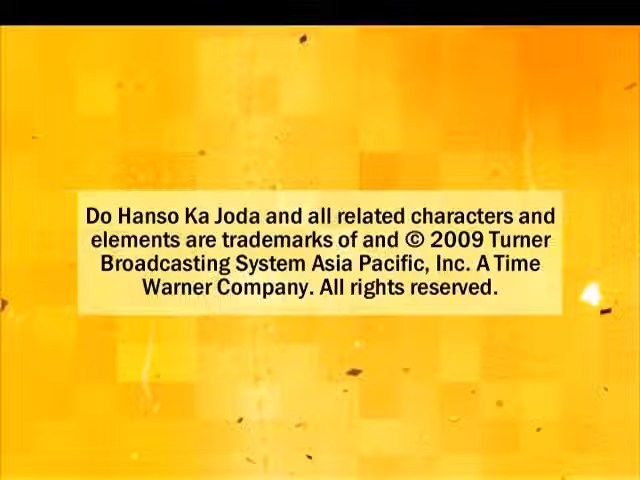 Do Hanso Ka Joda and all related characters and
elements are trademarks of and © 2009 Turner
Broadcasting System Asia Pacific, Inc. A Time
Warner Company. All rights reserved.